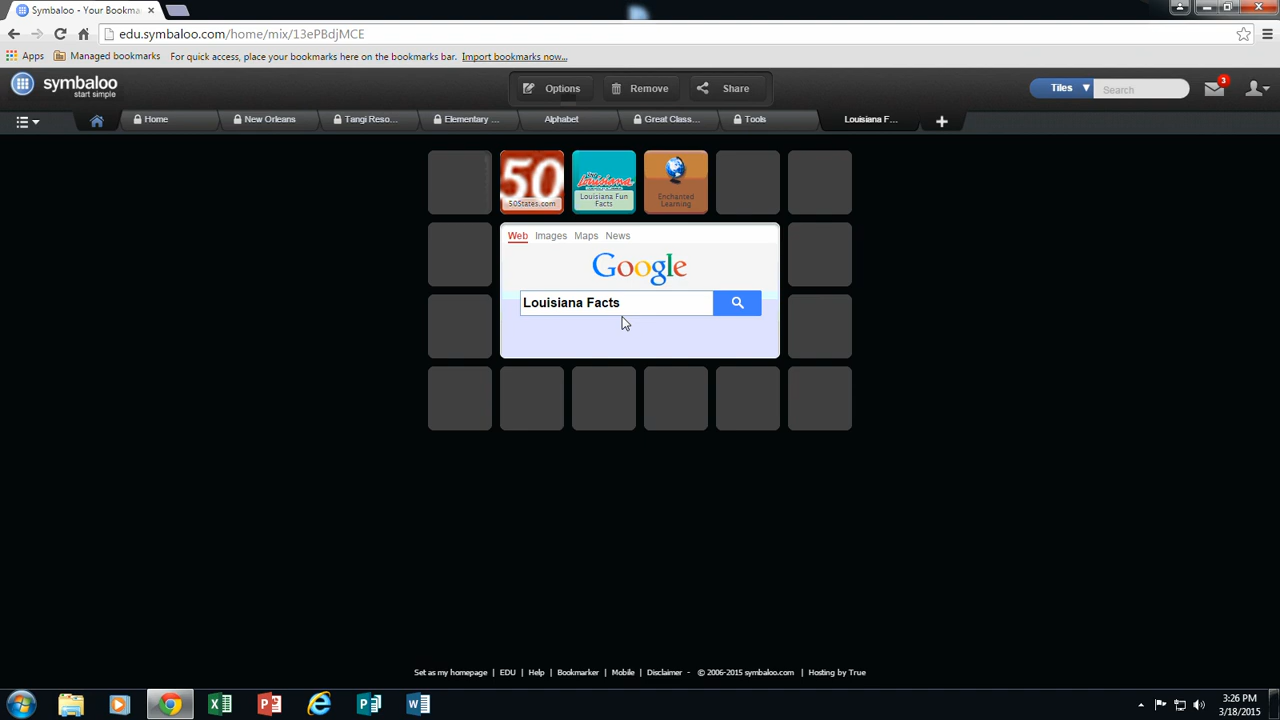 Symbaloo - Your Bookma
edu.symbaloo.com/home/mix/13ePBdjMCE
Apps Managed bookmarks For quick access, place your bookmarks here on the bookmarks bar. Import bookmarks now...
symbaloo
start simple
Options Remove Share
Tiles Search
3
Home New Orleans Tangi Reso... Elementary ... Alphabet Great Class... Tools Louisiana F...
50
50States.com
Louisiana
Louisiana Fun
Facts
Enchanted
Learning
Web Images Maps News
Google
Louisiana Facts
Set as my homepage | EDU | Help | Bookmarker | Mobile | Disclaimer - © 2006-2015 symbaloo.com | Hosting by True
3:26 PM
3/18/2015